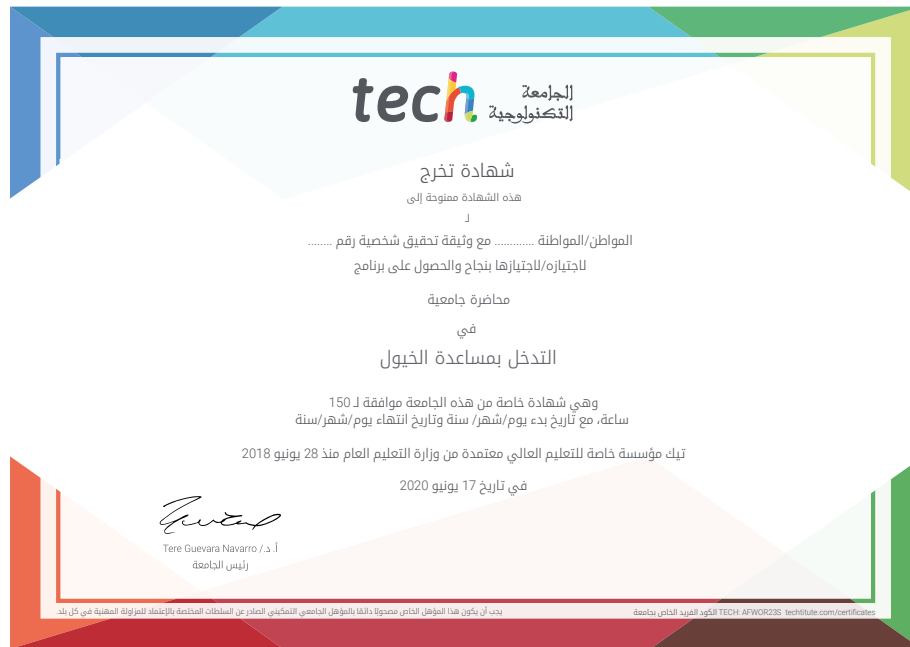 tech
الجامعة
التكنولوجية
شهادة تخرج
هذه الشهادة ممنوحة إلى
لـ
المواطن/المواطنة ............ مع وثيقة تحقيق شخصية رقم ........
لاجتيازه/لاجتيازها بنجاح والحصول على برنامج
محاضرة جامعية
في
التدخل بمساعدة الخيول
وهي شهادة خاصة من هذه الجامعة موافقة لـ 150
ساعة، مع تاريخ بدء يوم/شهر/ سنة وتاريخ انتهاء يوم/شهر/سنة
تيك مؤسسة خاصة للتعليم العالي معتمدة من وزارة التعليم العام منذ 28 يونيو 2018
في تاريخ 17 يونيو 2020
أ. د./ Tere Guevara Navarro
رئيس الجامعة
يجب أن يكون هذا المؤهل الخاص مصحوبًا دائمًا بالمؤهل الجامعي التمكيني الصادر عن السلطات المختصة بالإعتماد للمزاولة المهنية في كل بلد.
الكود الفريد الخاص بجامعة TECH: AFWOR23S techtitute.com/certificates